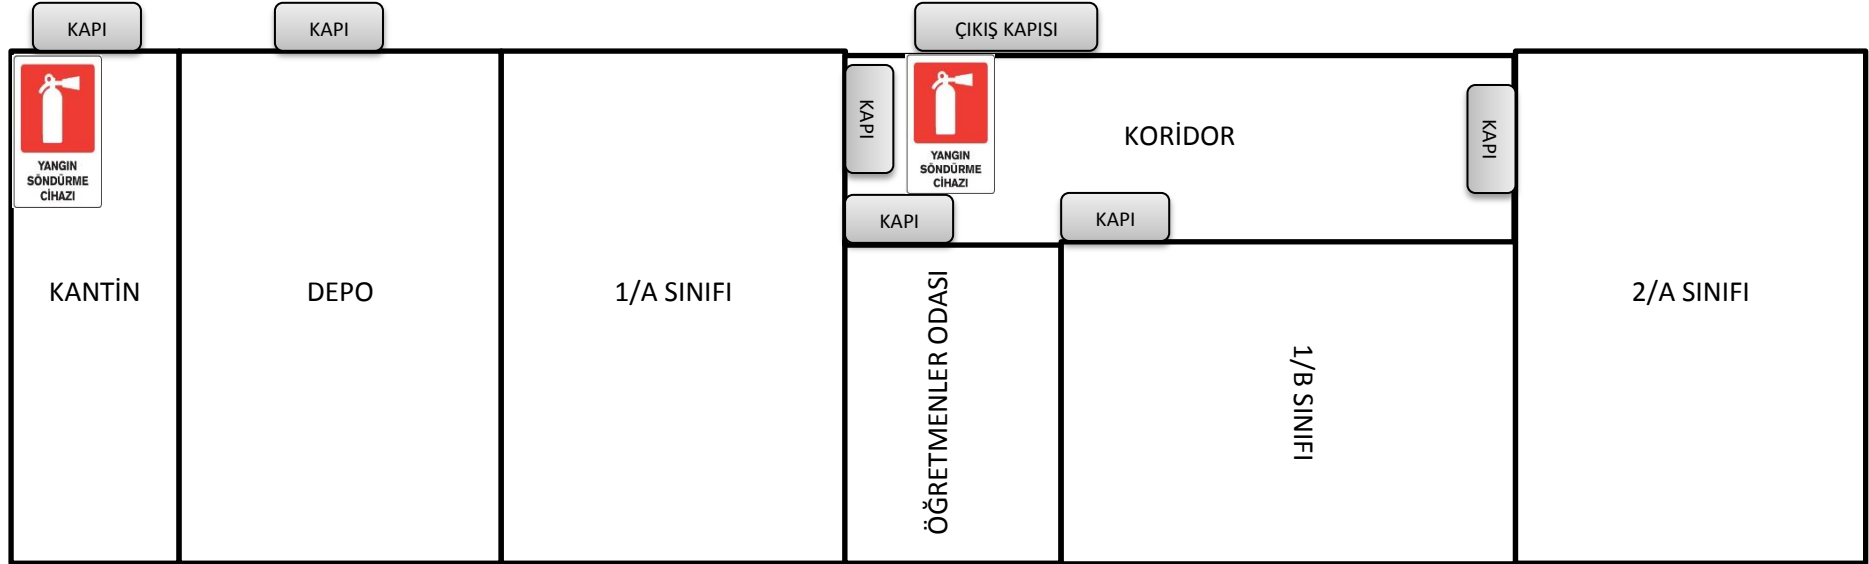 KAPI
KAPI
ÇIKIŞ KAPISI
YANGIN
SÖNDÜRME
CİHAZI
KAPI
YANGIN
SÖNDÜRME
CİHAZI
KORİDOR
KAPI
KAPI
KAPI
KANTİN
DEPO
1/A SINIFI
ÖĞRETMENLER ODASI
1/B SINIFI
2/A SINIFI